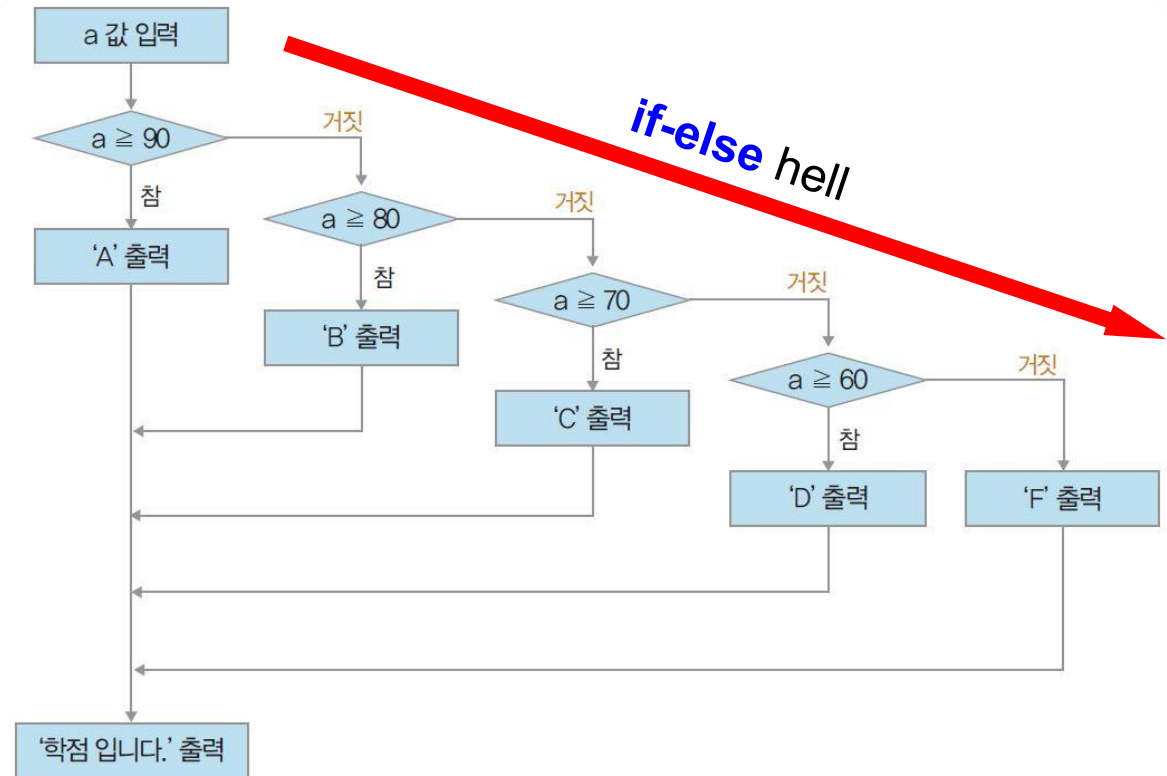 a 값 입력
if-else hell
a ≧ 90
거짓
참
'A' 출력
a ≧ 80
거짓
참
'B' 출력
a ≧ 70
거짓
참
'C' 출력
a ≧ 60
거짓
참
'D' 출력
'F' 출력
'학점 입니다.' 출력